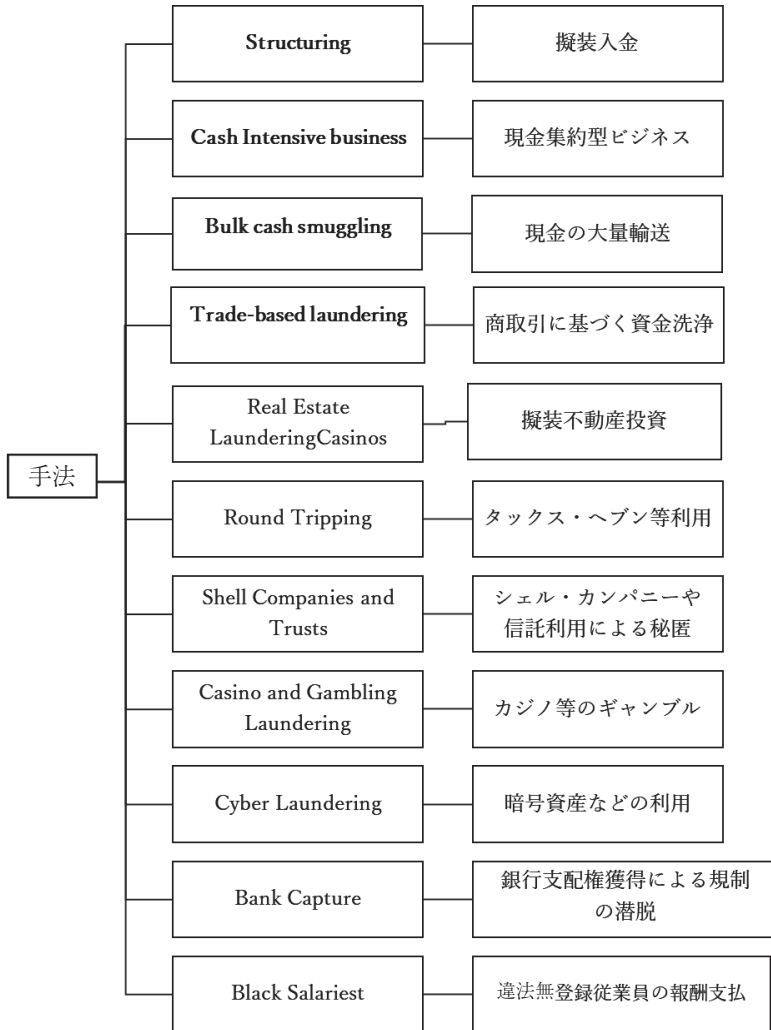 手法
Structuring
擬装入金
Cash Intensive business
現金集約型ビジネス
Bulk cash smuggling
現金の大量輸送
Trade-based laundering
商取引に基づく資金洗浄
Real Estate
LaunderingCasinos
擬装不動産投資
Round Tripping
タックス・ヘブン等利用
Shell Companies and
Trusts
シェル・カンパニーや
信託利用による秘匿
Casino and Gambling
Laundering
カジノ等のギャンブル
Cyber Laundering
暗号資産などの利用
Bank Capture
銀行支配権獲得による規制
の潜脱
Black Salariest
違法無登録従業員の報酬支払